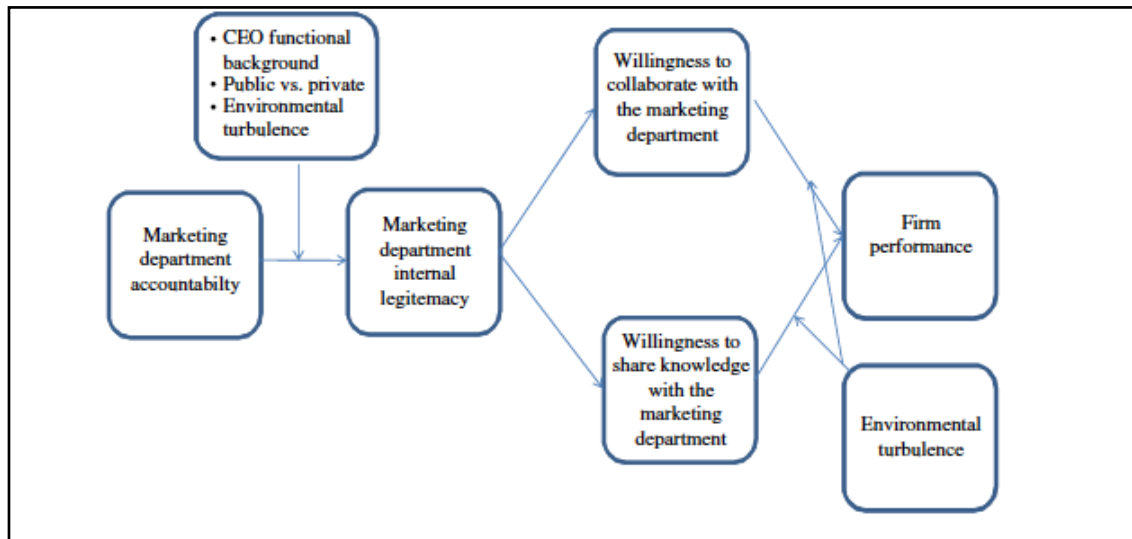 • CEO functional
background
• Public vs. private
• Environmental
turbulence
Willingness to
collaborate with
the marketing
department
Marketing
department
accountabilty
Marketing
department
internal
legitemacy
Firm
performance
Willingness to
share knowledge
with the
marketing
department
Environmental
turbulence